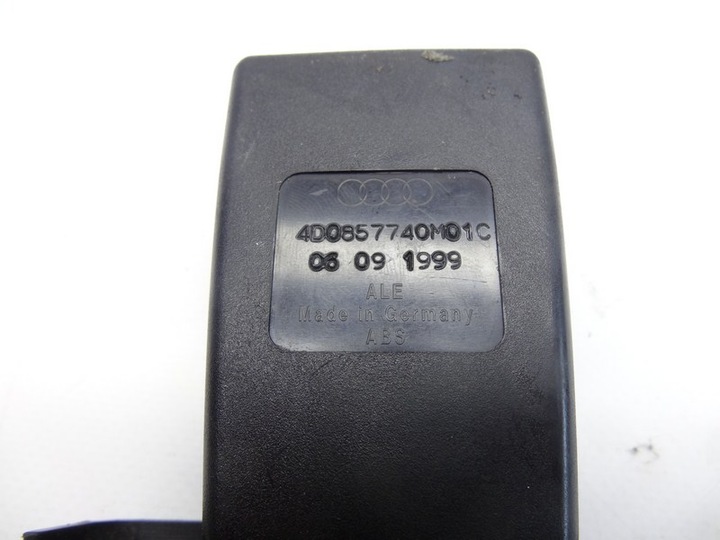 4D0857740M01C
06 09 1999
ALE
Made in Germany
ABS